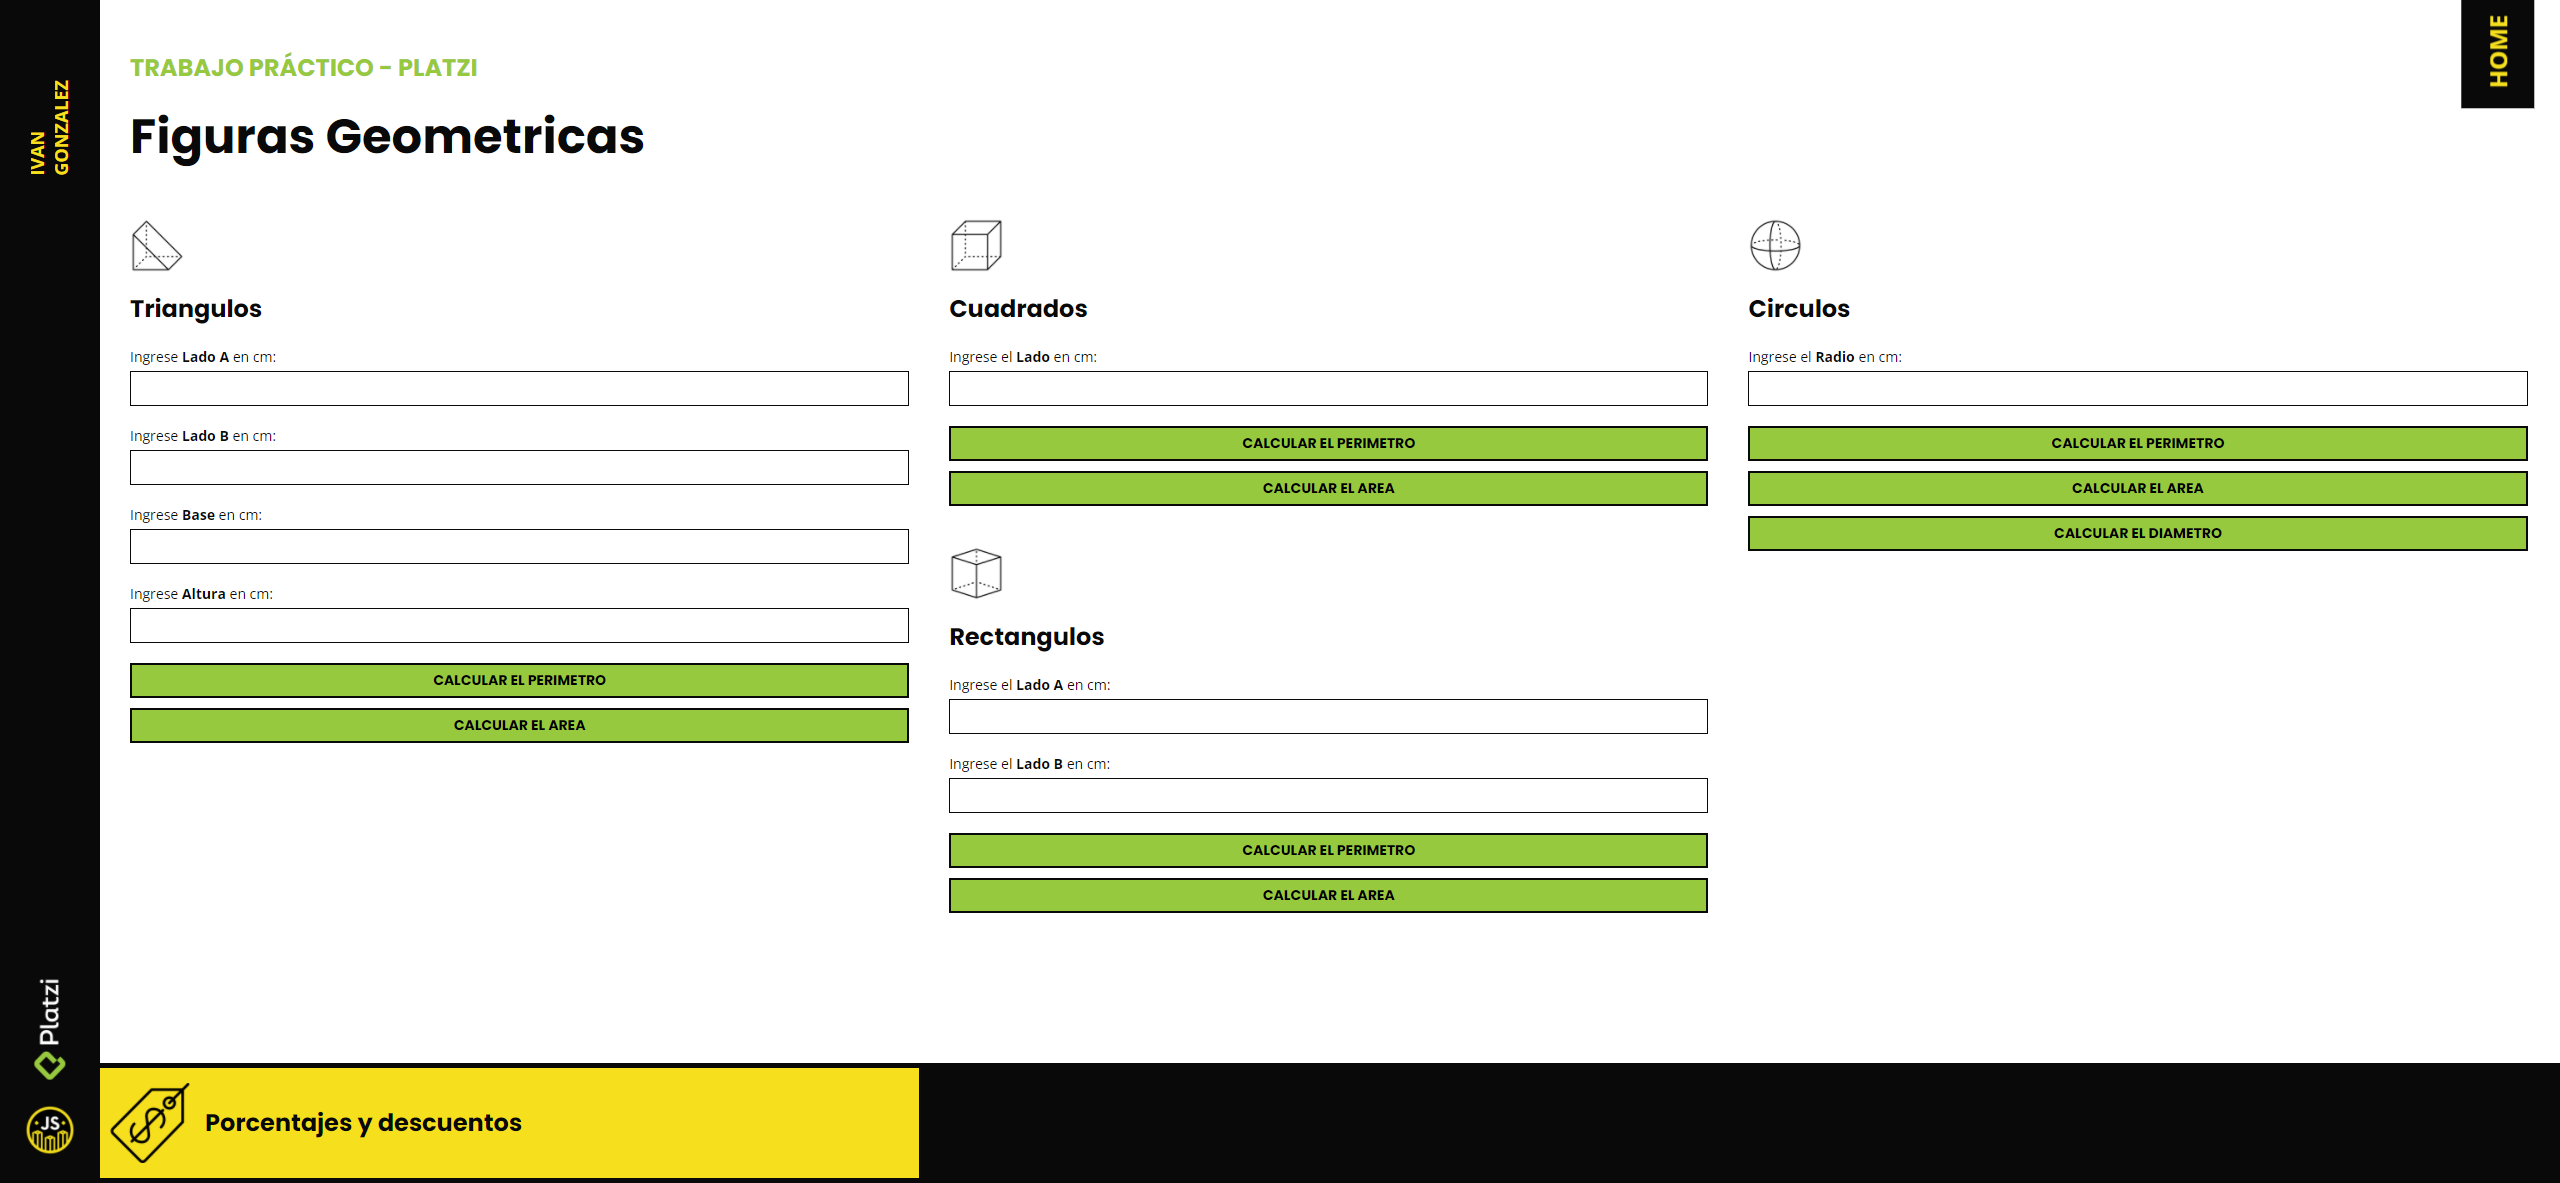 IVAN
GONZALEZ
TRABAJO PRÁCTICO - PLATZI
HOME
Figuras Geometricas
Triangulos
Ingrese Lado A en cm:
Ingrese Lado B en cm:
Ingrese Base en cm:
Ingrese Altura en cm:
CALCULAR EL PERIMETRO
CALCULAR EL AREA
Cuadrados
Ingrese el Lado en cm:
CALCULAR EL PERIMETRO
CALCULAR EL AREA
Rectangulos
Ingrese el Lado A en cm:
Ingrese el Lado B en cm:
CALCULAR EL PERIMETRO
CALCULAR EL AREA
Circulos
Ingrese el Radio en cm:
CALCULAR EL PERIMETRO
CALCULAR EL AREA
CALCULAR EL DIAMETRO
Platzi
JS
$
Porcentajes y descuentos